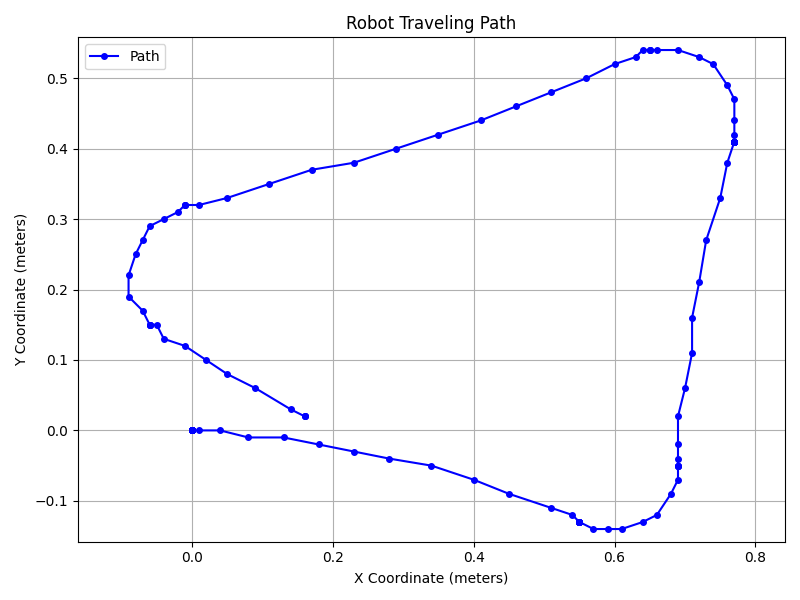 Robot Traveling Path
Path
Y Coordinate (meters)
0.5
0.4
0.3
0.2
0.1
0.0
−0.1
0.0 0.2 0.4 0.6 0.8
X Coordinate (meters)